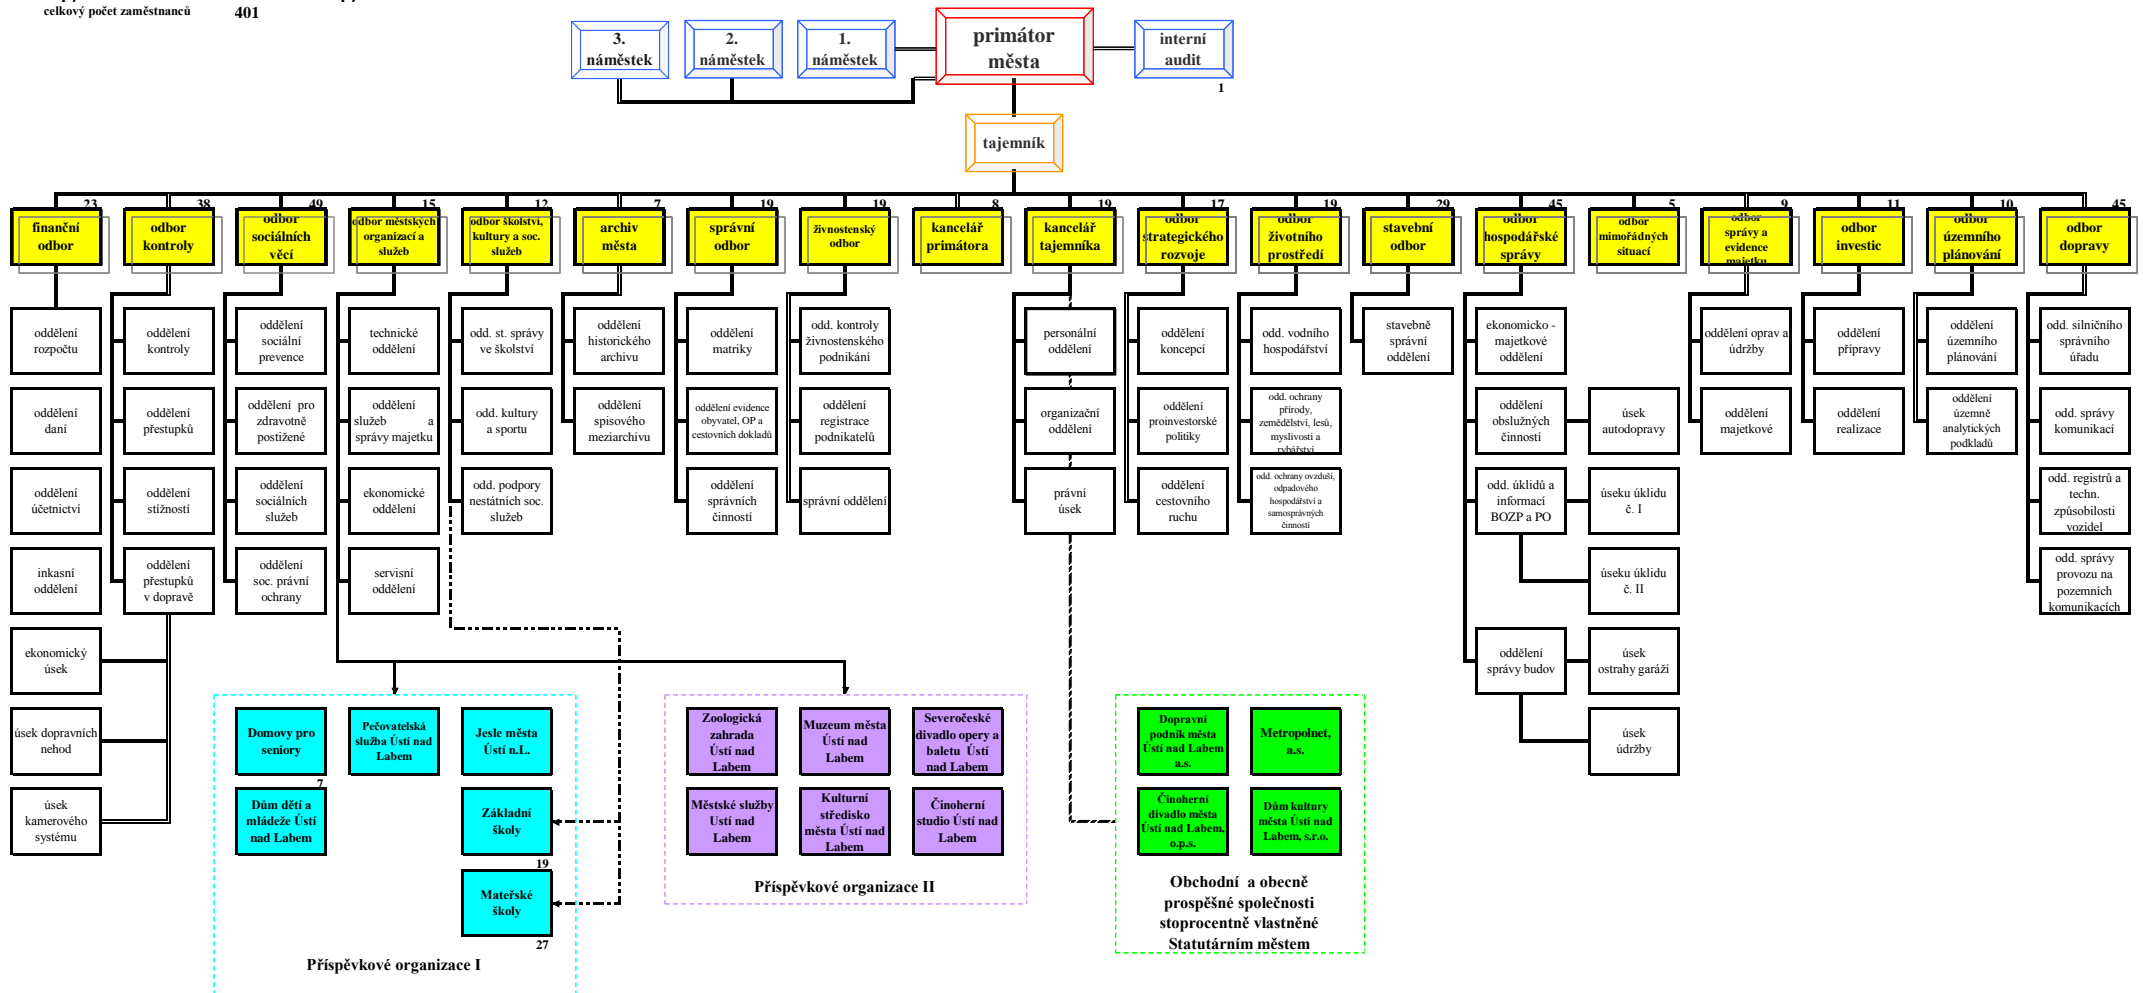 celkový počet zaměstnanců
401
3.
náměstek
2.
náměstek
1.
náměstek
primátor
města
interní
audit
1
tajemník
23
finanční
odbor
38
odbor
kontroly
49
odbor
sociálních
věcí
15
odbor městských
organizací a
služeb
12
odbor školství,
kultury a soc.
služeb
7
archiv
města
19
správní
odbor
19
živnostenský
odbor
8
kancelář
primátora
19
kancelář
tajemníka
17
odbor
strategického
rozvoje
19
odbor
životního
prostředí
29
stavební
odbor
45
odbor
hospodářské
správy
5
odbor
mimořádných
situací
9
odbor
správy a
evidence
majetku
11
odbor
investic
10
odbor
územního
plánování
45
odbor
dopravy
oddělení
rozpočtu
oddělení
kontroly
oddělení
sociální
prevence
technické
oddělení
odd. st. správy
ve školství
oddělení
historického
archivu
oddělení
matriky
odd. kontroly
živnostenského
podnikání
personální
oddělení
oddělení
koncepcí
odd. vodního
hospodářství
stavebně
správní
oddělení
ekonomicko -
majetkové
oddělení
oddělení oprav a
údržby
oddělení
přípravy
oddělení
územního
plánování
odd. silničního
správního
úřadu
oddělení
daní
oddělení
přestupků
oddělení  pro
zdravotně
postižené
oddělení
služeb a
správy majetku
odd. kultury
a sportu
oddělení
spisového
meziarchivu
oddělení evidence
obyvatel, OP a
cestovních dokladů
oddělení
registrace
podnikatelů
organizační
oddělení
oddělení
proinvestorské
politiky
odd. ochrany
přírody,
zemědělství, lesů,
myslivosti a
rybářství
oddělení
obslužných
činností
úsek
autodopravy
oddělení
majetkové
oddělení
realizace
oddělení
územně
analytických
podkladů
odd. správy
komunikací
oddělení
účetnictví
oddělení
stížností
oddělení
sociálních
služeb
ekonomické
oddělení
odd. podpory
nestátních soc.
služeb
oddělení
správních
činností
správní oddělení
právní
úsek
oddělení
cestovního
ruchu
odd. ochrany ovzduší,
odpadového
hospodářství a
samosprávných
činností
odd. úklidů a
informací
BOZP a PO
úseku úklidu
č. I
odd. registrů a
techn.
způsobilosti
vozidel
inkasní
oddělení
oddělení
přestupků
v dopravě
oddělení
soc. právní
ochrany
servisní
oddělení
úseku úklidu
č. II
odd. správy
provozu na
pozemních
komunikacích
ekonomický
úsek
oddělení
správy budov
úsek
ostrahy garáží
úsek dopravních
nehod
úsek
údržby
úsek
kamerového
systému
Domovy pro
seniory
7
Pečovatelská
služba Ústí nad
Labem
Jesle města
Ústí n.L.
Dům dětí a
mládeže Ústí
nad Labem
Základní
školy
19
Mateřské
školy
27
Příspěvkové organizace I
Zoologická
zahrada
Ústí nad
Labem
Muzeum města
Ústí nad
Labem
Severočeské
divadlo opery a
baletu  Ústí
nad Labem
Městské služby
Ustí nad
Labem
Kulturní
středisko
města Ústí nad
Labem
Činoherní
studio Ústí nad
Labem
Příspěvkové organizace II
Dopravní
podnik města
Ústí nad Labem
a.s.
Metropolnet,
a.s.
Činoherní
divadlo města
Ústí nad Labem,
o.p.s.
Dům kultury
města Ústí nad
Labem, s.r.o.
Obchodní  a obecně
prospěšné společnosti
stoprocentně vlastněné
Statutárním městem